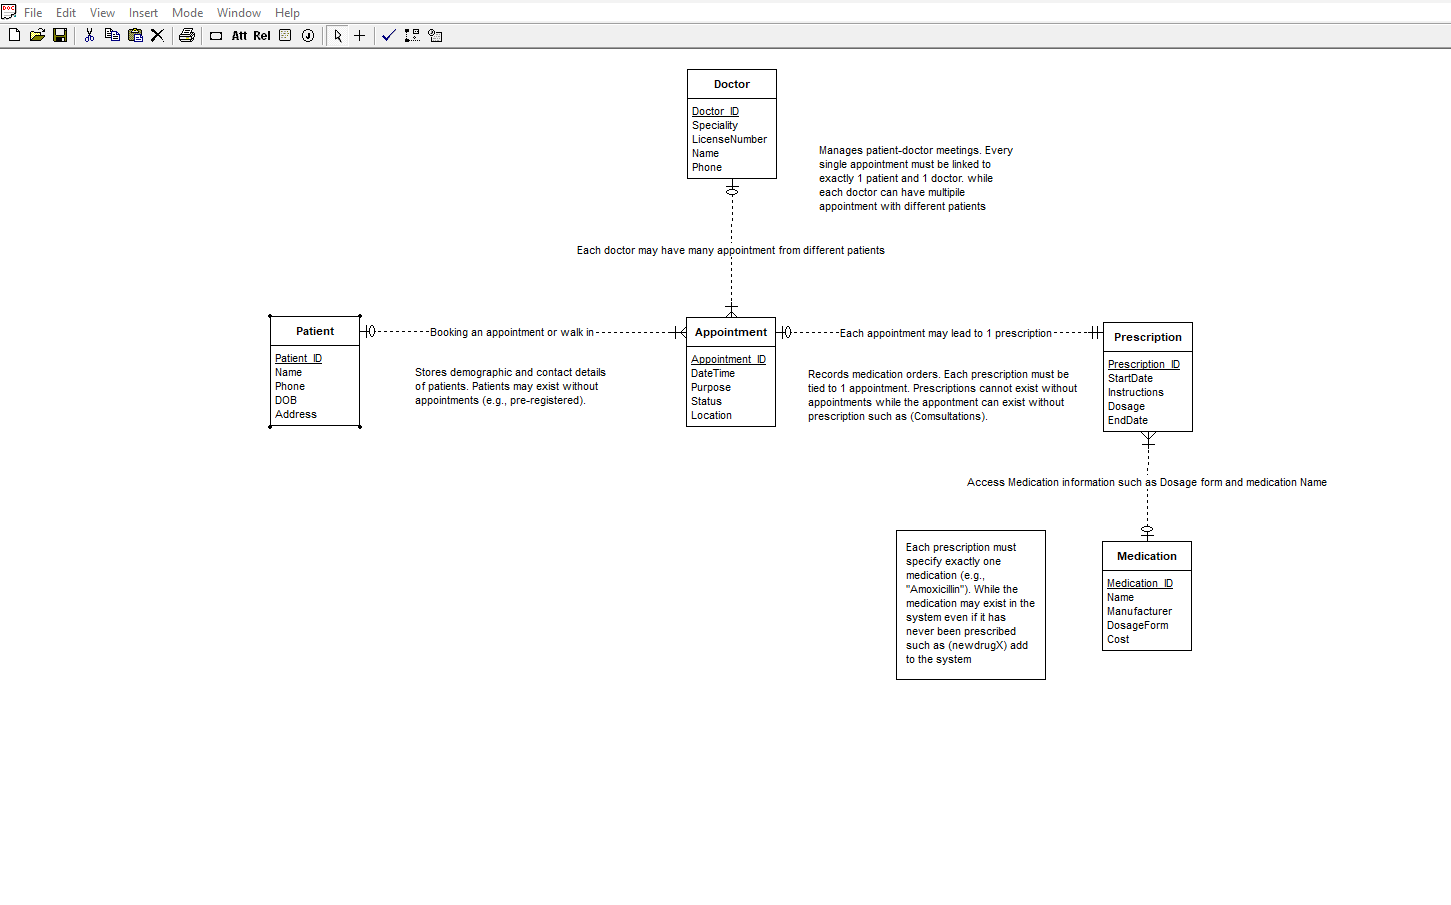 File Edit View Insert Mode Window Help
Att Rel
Doctor
Doctor_ID
Speciality
LicenseNumber
Name
Phone
Manages patient-doctor meetings. Every
single appointment must be linked to
exactly 1 patient and 1 doctor. while
each doctor can have multipile
appointment with different patients
Each doctor may have many appointment from different patients
Patient
Patient_ID
Name
Phone
DOB
Address
Booking an appointment or walk in
Stores demographic and contact details
of patients. Patients may exist without
appointments (e.g., pre-registered).
Appointment
Appointment_ID
DateTime
Purpose
Status
Location
Each appointment may lead to 1 prescription
Records medication orders. Each prescription must be
tied to 1 appointment. Prescriptions cannot exist without
appointments while the appontment can exist without
prescription such as (Comsultations).
Prescription
Prescription_ID
StartDate
Instructions
Dosage
EndDate
Access Medication information such as Dosage form and medication Name
Each prescription must
specify exactly one
medication (e.g.,
"Amoxicillin"). While the
medication may exist in the
system even if it has
never been prescribed
such as (newdrugX) add
to the system
Medication
Medication_ID
Name
Manufacturer
DosageForm
Cost